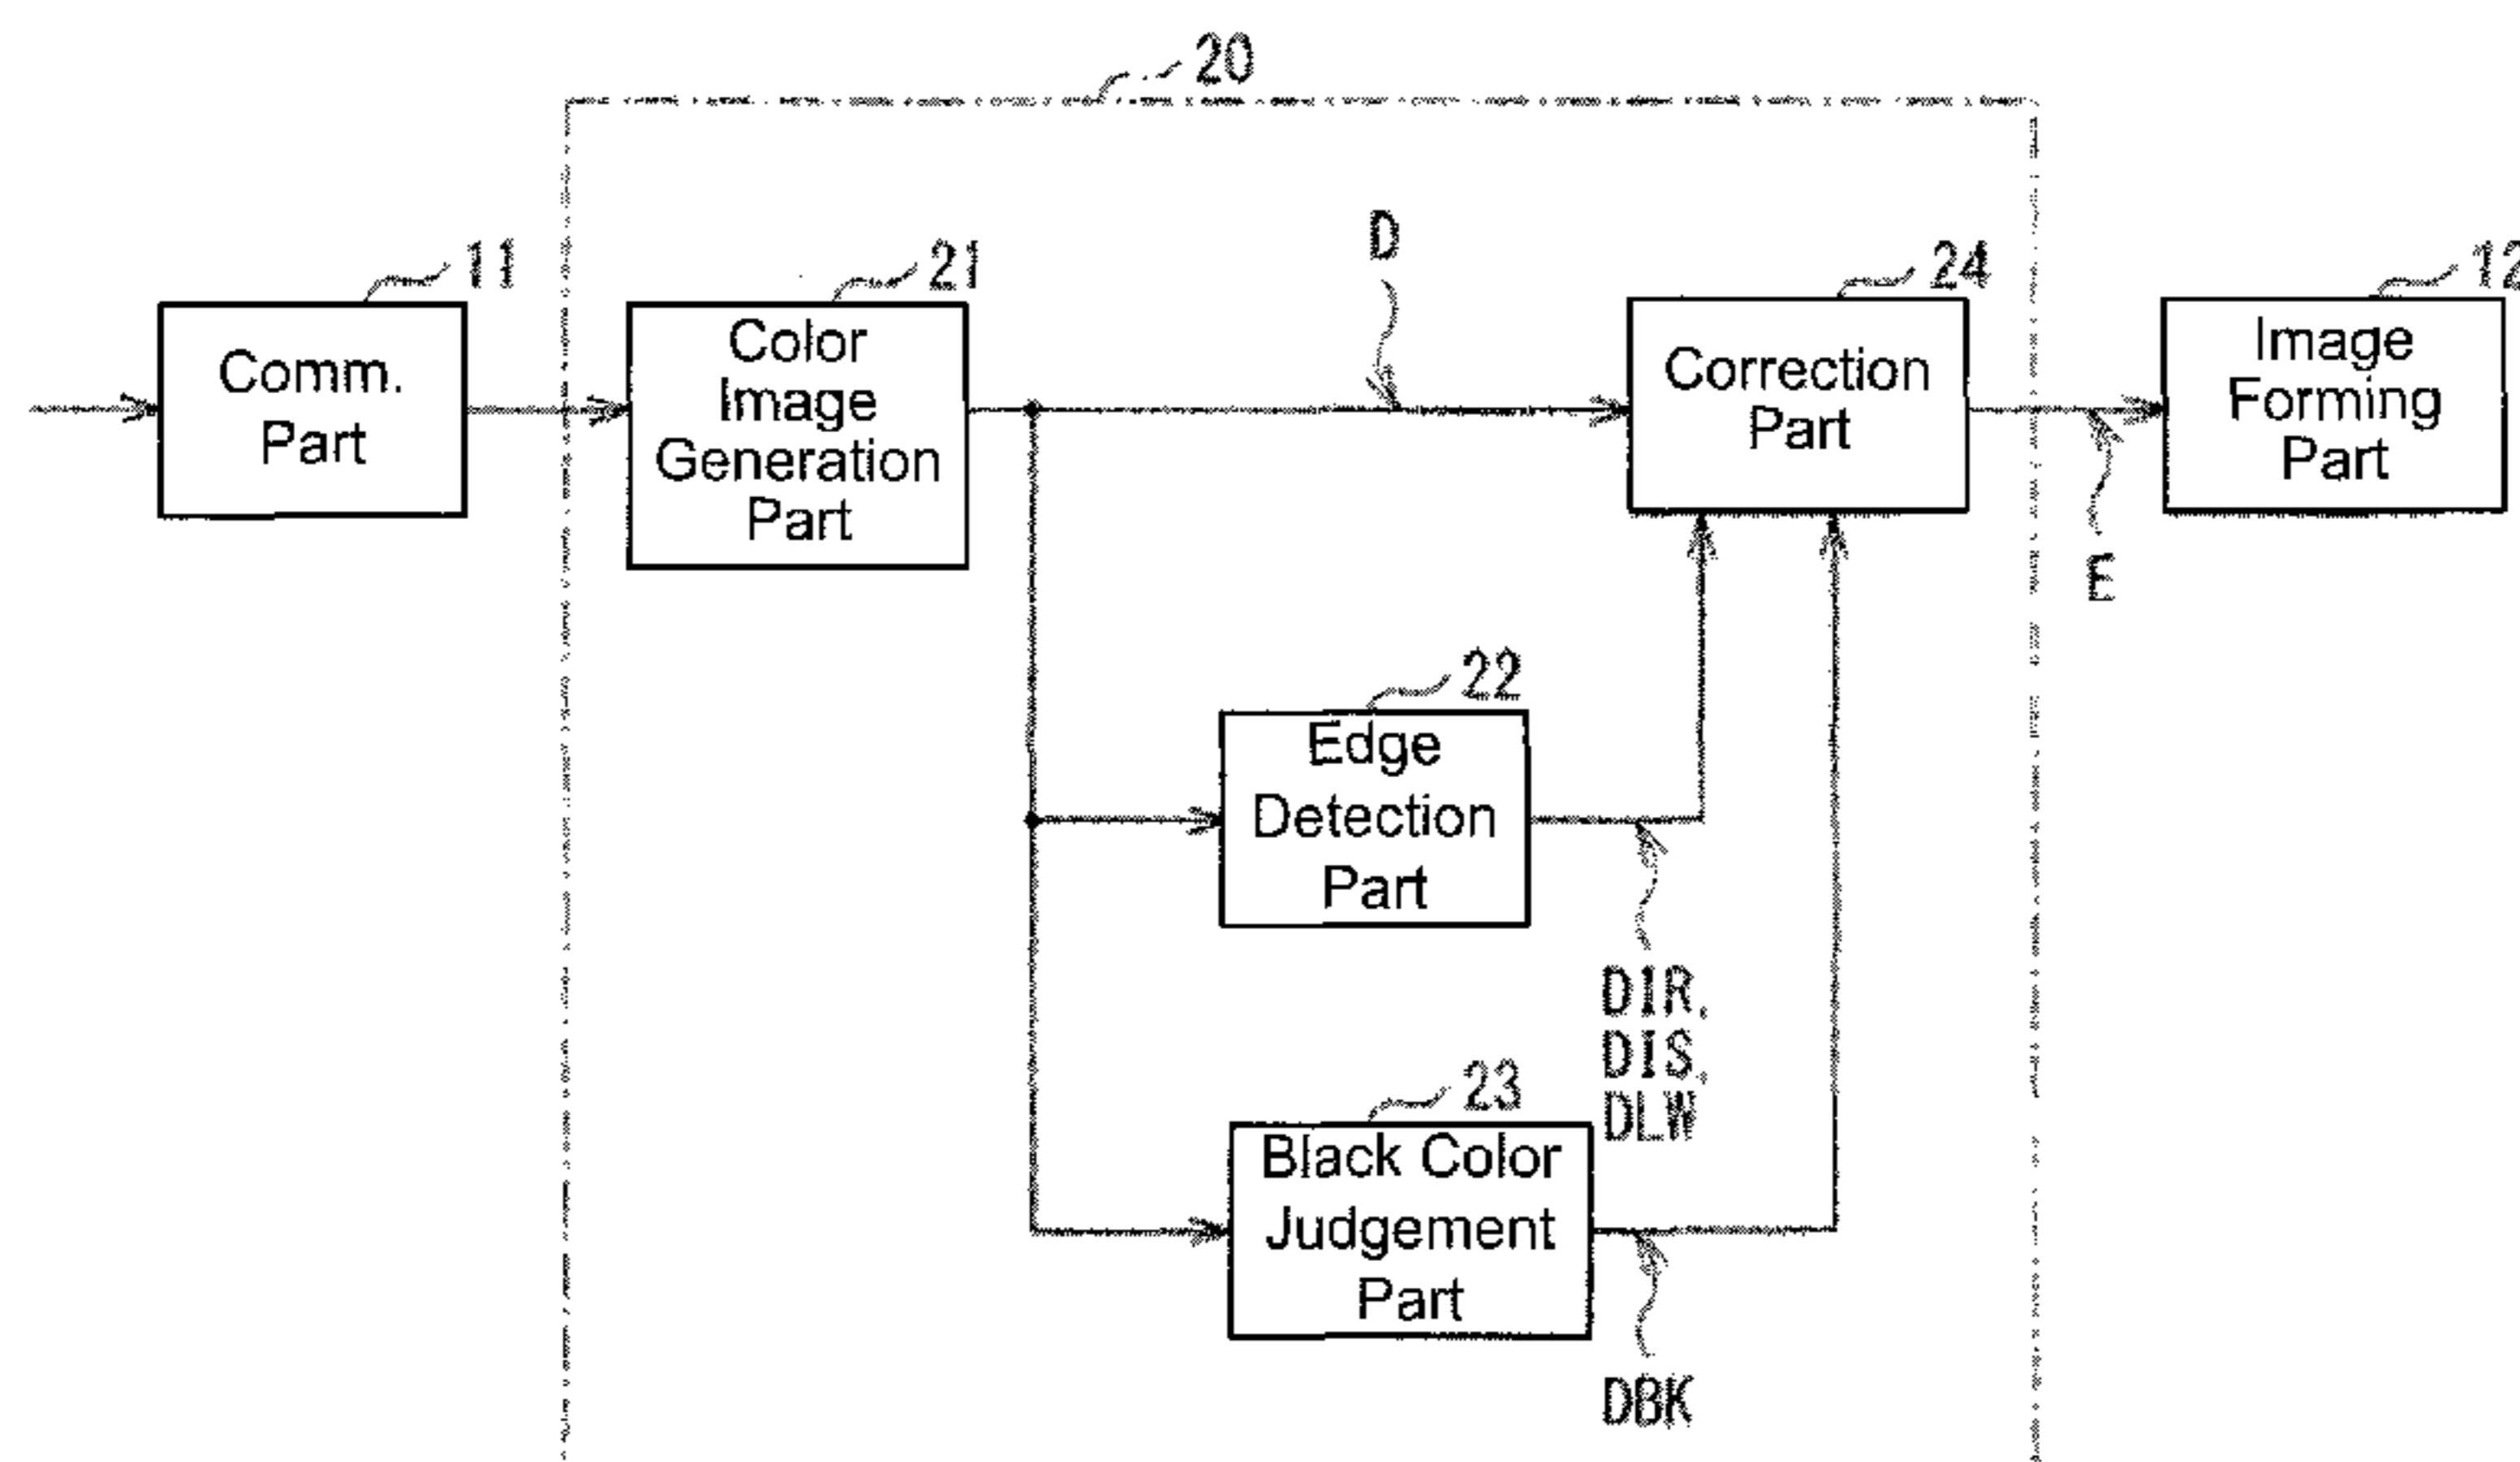 20
11
Comm.
Part
21
Color
Image
Generation
Part
D
24
Correction
Part
12
Image
Forming
Part
E
22
Edge
Detection
Part
DIR,
DIS,
DLW
23
Black Color
Judgement
Part
DBK